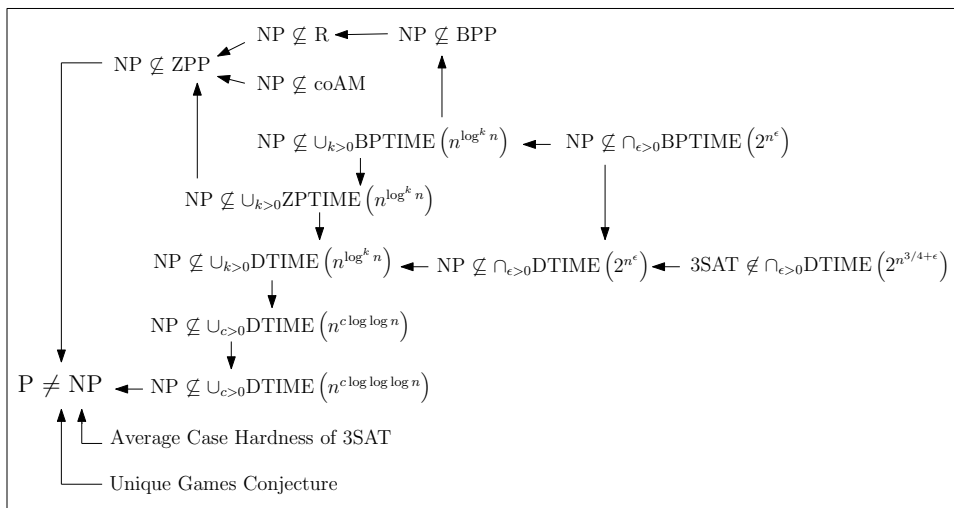 NP ⊈ R
NP ⊈ BPP
NP ⊈ ZPP
NP ⊈ coAM
NP ⊈ ∪_{k>0}BPTIME(n^{log^k n})
NP ⊈ ∩_{ϵ>0}BPTIME(2^{n^ϵ})
NP ⊈ ∪_{k>0}ZPTIME(n^{log^k n})
NP ⊈ ∪_{k>0}DTIME(n^{log^k n})
NP ⊈ ∩_{ϵ>0}DTIME(2^{n^ϵ})
3SAT ∉ ∩_{ϵ>0}DTIME(2^{n^{3/4+ϵ}})
NP ⊈ ∪_{c>0}DTIME(n^{c log log n})
P ≠ NP
NP ⊈ ∪_{c>0}DTIME(n^{c log log log n})
Average Case Hardness of 3SAT
Unique Games Conjecture